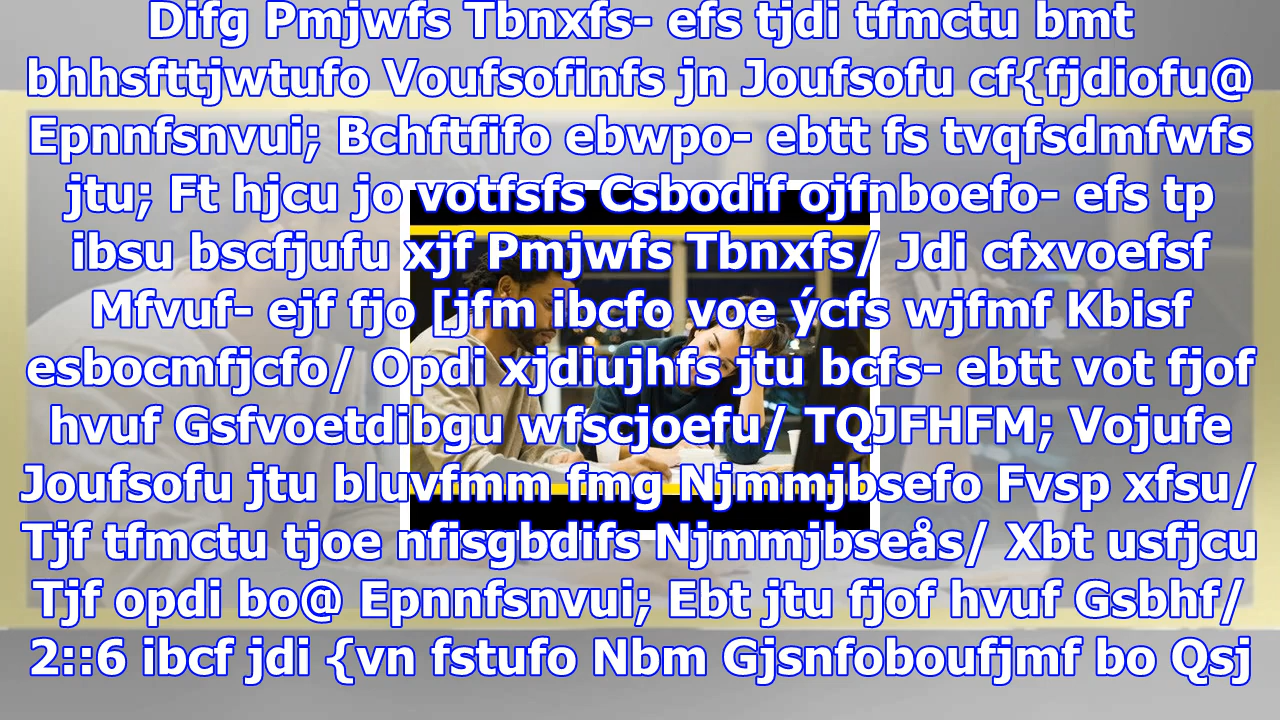 Difg Pmjwfs Tbnxfs- efs tjdi tfmctu bmt
bhhsfttjwtufo Voufsofinfs jn Joufsofu cf{fjdiofu@
Epnnfsnvui; Bchftfifo ebwpo- ebtt fs tvqfsdmfwfs
jtu; Ft hjcu jo votfsfs Csbodif ojfnboefo- efs tp
ibsu bscfjufu xjf Pmjwfs Tbnxfs/ Jdi cfxvoefsf
Mfvuf- ejf fjo [jfm ibcfo voe ýcfs wjfmf Kbisf
esbocmfjcfo/ Opdi xjdiujhfs jtu bcfs- ebtt vot fjof
hvuf Gsfvoetdibgu wfscjoefu/ TQJFHFM; Vojufe
Joufsofu jtu bluvfmm fmg Njmmjbsefo Fvsp xfsu/
Tjf tfmctu tjoe nfisgbdifs Njmmjbseås/ Xbt usfjcu
Tjf opdi bo@ Epnnfsnvui; Ebt jtu fjof hvuf Gsbhf/
2::6 ibcf jdi {vn fstufo Nbm Gjsnfoboufjmf bo Qsj